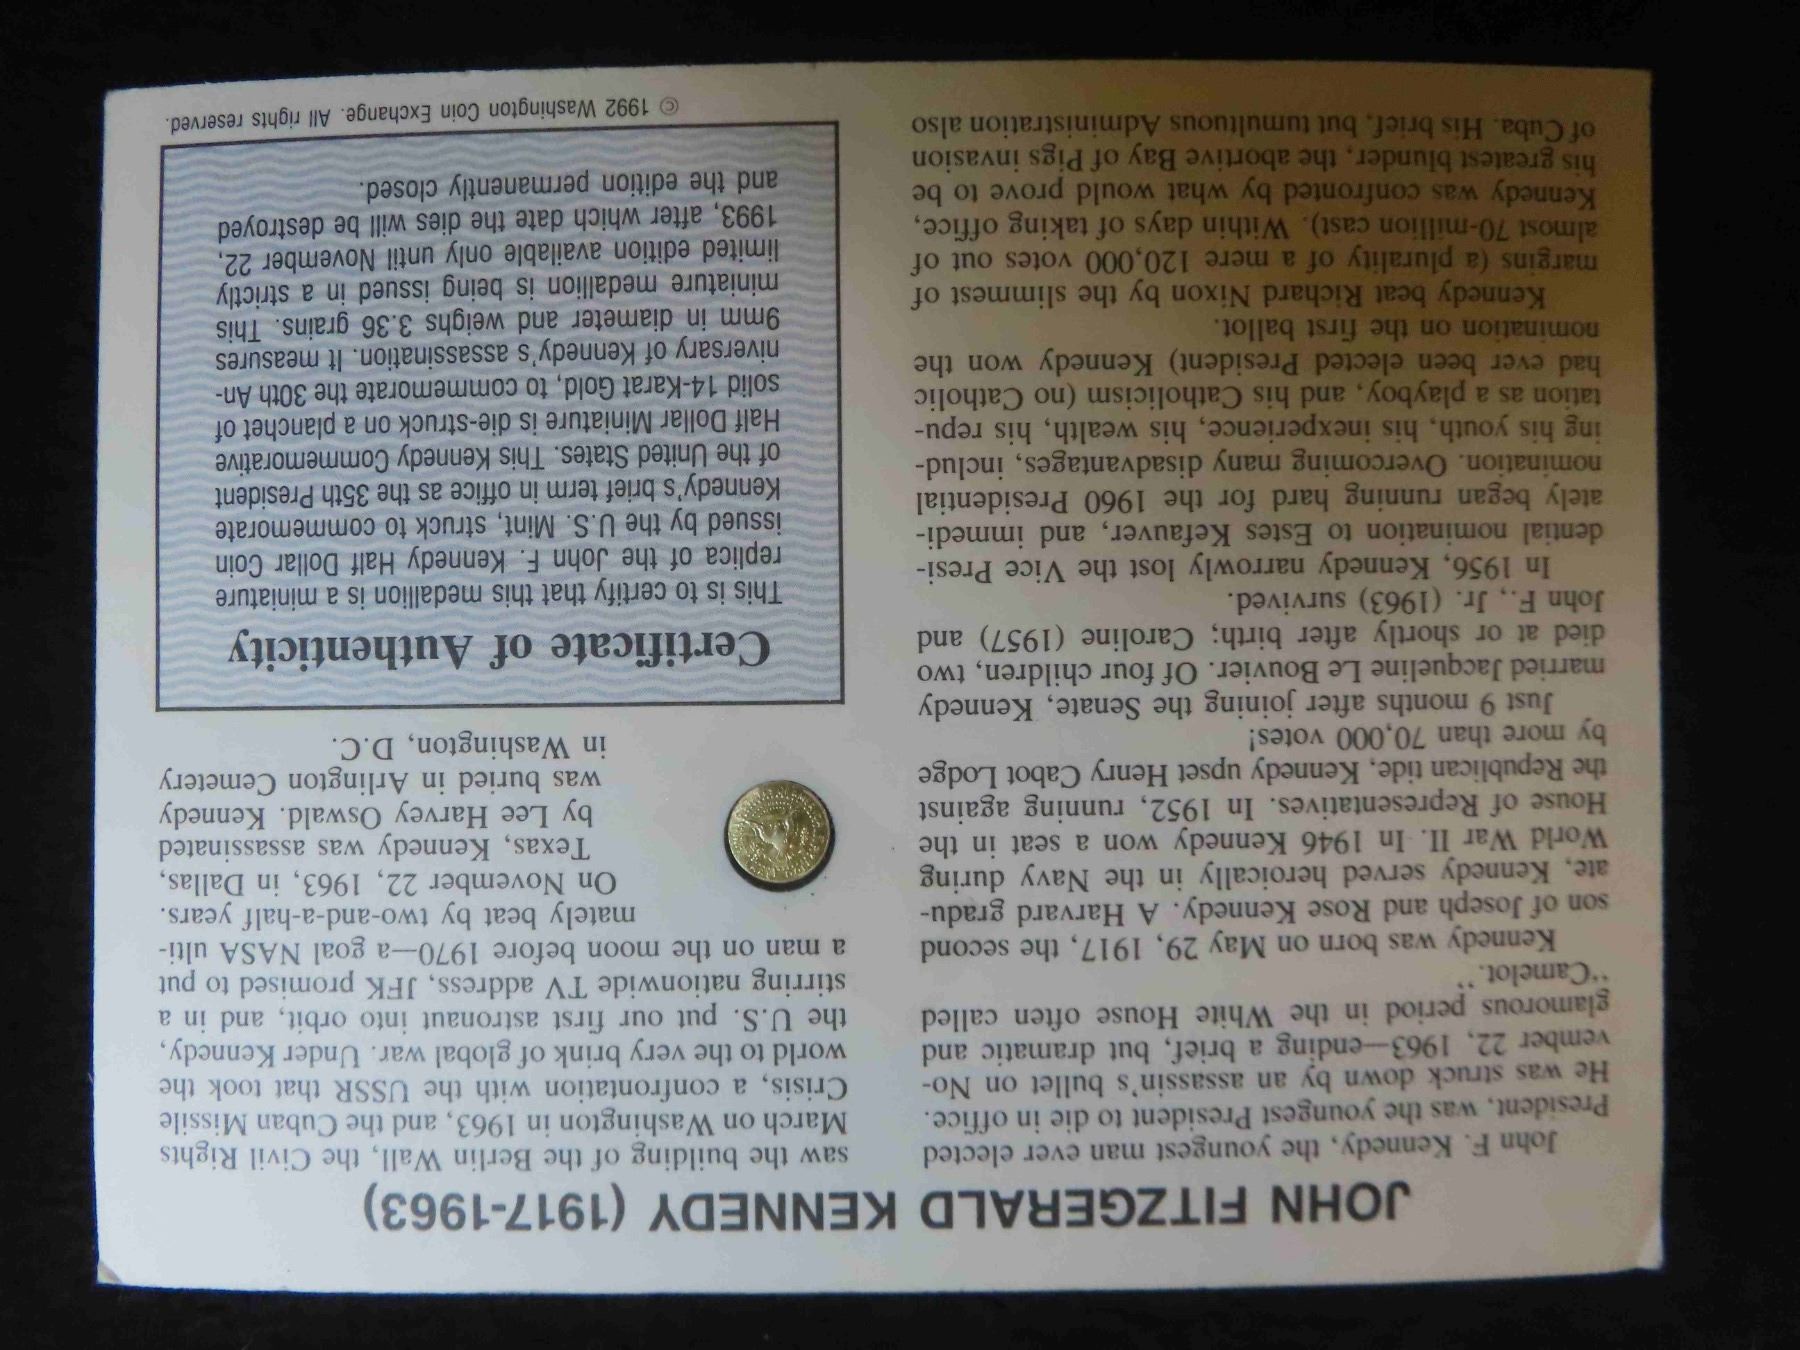 JOHN FITZGERALD KENNEDY (1917-1963)
John F. Kennedy, the youngest man ever elected
President, was the youngest President to die in office.
He was struck down by an assassin's bullet on No-
vember 22, 1963—ending a brief, but dramatic and
glamorous period in the White House often called
"Camelot."
Kennedy was born on May 29, 1917, the second
son of Joseph and Rose Kennedy. A Harvard gradu-
ate, Kennedy served heroically in the Navy during
World War II. In 1946 Kennedy won a seat in the
House of Representatives. In 1952, running against
the Republican tide, Kennedy upset Henry Cabot Lodge
by more than 70,000 votes!
Just 9 months after joining the Senate, Kennedy
married Jacqueline Le Bouvier. Of four children, two
died at or shortly after birth; Caroline (1957) and
John F., Jr. (1963) survived.
In 1956, Kennedy narrowly lost the Vice Presi-
dential nomination to Estes Kefauver, and immedi-
ately began running hard for the 1960 Presidential
nomination. Overcoming many disadvantages, includ-
ing his youth, his inexperience, his wealth, his repu-
tation as a playboy, and his Catholicism (no Catholic
had ever been elected President) Kennedy won the
nomination on the first ballot.
Kennedy beat Richard Nixon by the slimmest of
margins (a plurality of a mere 120,000 votes out of
almost 70-million cast). Within days of taking office,
Kennedy was confronted by what would prove to be
his greatest blunder, the abortive Bay of Pigs invasion
of Cuba. His brief, but tumultuous Administration also
saw the building of the Berlin Wall, the Civil Rights
March on Washington in 1963, and the Cuban Missile
Crisis, a confrontation with the USSR that took the
world to the very brink of global war. Under Kennedy,
the U.S. put our first astronaut into orbit, and in a
stirring nationwide TV address, JFK promised to put
a man on the moon before 1970—a goal NASA ulti-
mately beat by two-and-a-half years.
On November 22, 1963, in Dallas,
Texas, Kennedy was assassinated
by Lee Harvey Oswald. Kennedy
was buried in Arlington Cemetery
in Washington, D.C.
Certificate of Authenticity
This is to certify that this medallion is a miniature
replica of the John F. Kennedy Half Dollar Coin
issued by the U.S. Mint, struck to commemorate
Kennedy's brief term in office as the 35th President
of the United States. This Kennedy Commemorative
Half Dollar Miniature is die-struck on a planchet of
solid 14-Karat Gold, to commemorate the 30th An-
niversary of Kennedy's assassination. It measures
9mm in diameter and weighs 3.36 grains. This
miniature medallion is being issued in a strictly
limited edition available only until November 22,
1993, after which date the dies will be destroyed
and the edition permanently closed.
© 1992 Washington Coin Exchange. All rights reserved.